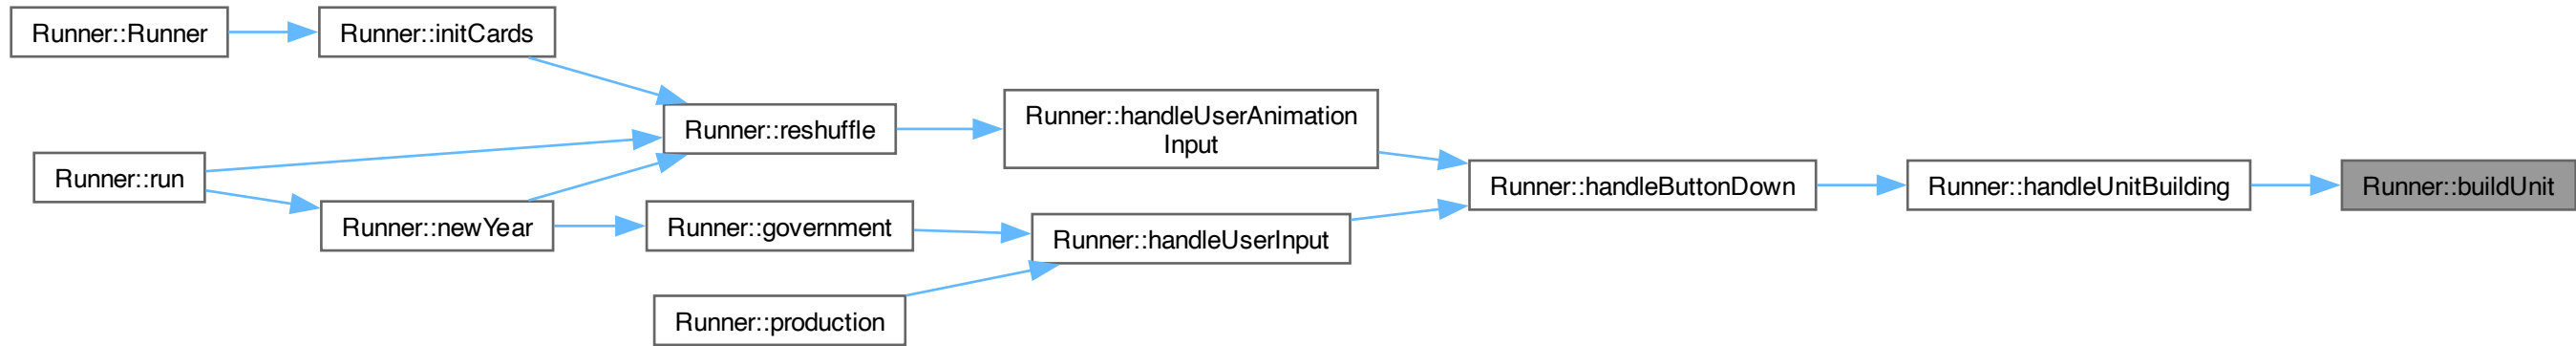 Runner::Runner
Runner::initCards
Runner::reshuffle
Runner::handleUserAnimation
Input
Runner::run
Runner::newYear
Runner::government
Runner::handleUserInput
Runner::production
Runner::handleButtonDown
Runner::handleUnitBuilding
Runner::buildUnit